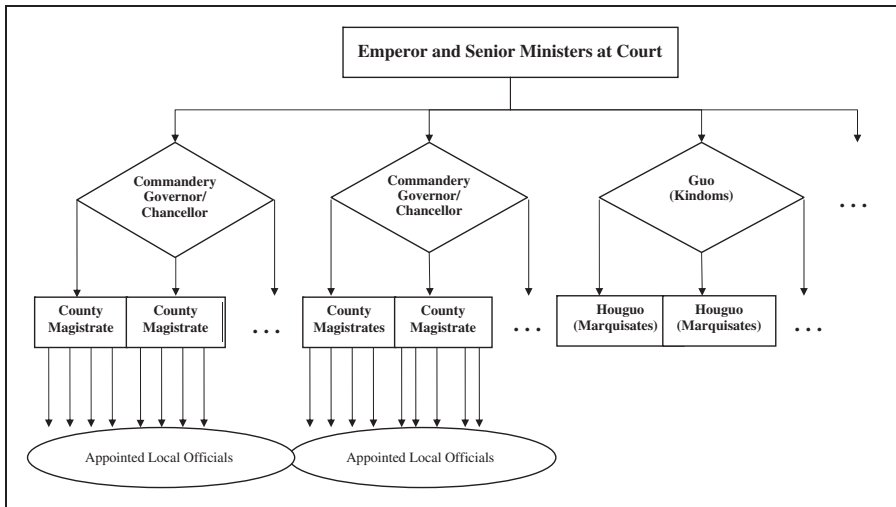 Emperor and Senior Ministers at Court
Commandery
Governor/
Chancellor
Commandery
Governor/
Chancellor
Guo
(Kindoms)
...
County
Magistrate
County
Magistrate
...
County
Magistrates
County
Magistrate
...
Houguo
(Marquisates)
Houguo
(Marquisates)
...
Appointed Local Officials
Appointed Local Officials